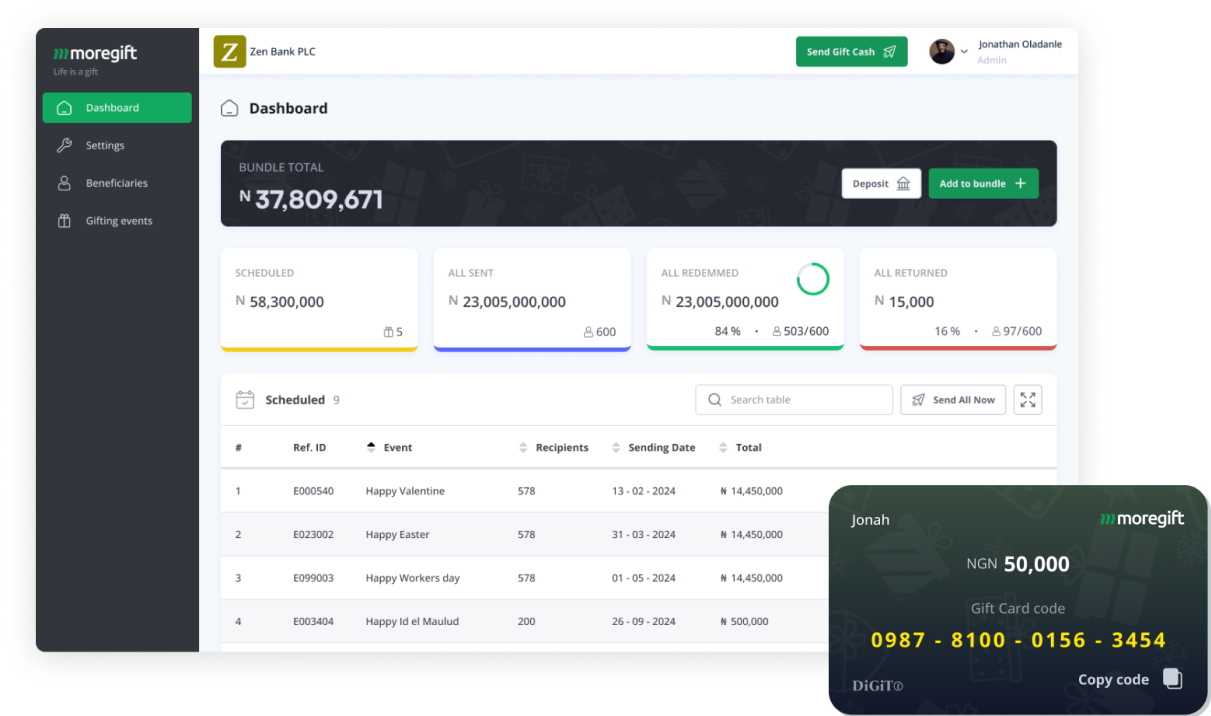 moregift
Life is a gift
Dashboard
Settings
Beneficiaries
Gifting events
Z Zen Bank PLC
Send Gift Cash
Jonathan Oladanle
Admin
Dashboard
BUNDLE TOTAL
N 37,809,671
Deposit
Add to bundle +
SCHEDULED
N 58,300,000
5
ALL SENT
N 23,005,000,000
600
ALL REDEMMED
N 23,005,000,000
84 % · 503/600
ALL RETURNED
N 15,000
16 % · 97/600
Scheduled 9
Search table
Send All Now
# Ref. ID Event Recipients Sending Date Total
1 E000540 Happy Valentine 578 13 - 02 - 2024 ₦ 14,450,000
2 E023002 Happy Easter 578 31 - 03 - 2024 ₦ 14,450,000
3 E099003 Happy Workers day 578 01 - 05 - 2024 ₦ 14,450,000
4 E003404 Happy Id el Maulud 200 26 - 09 - 2024 ₦ 500,000
Jonah
moregift
NGN 50,000
Gift Card code
0987 - 8100 - 0156 - 3454
DiGiT
Copy code